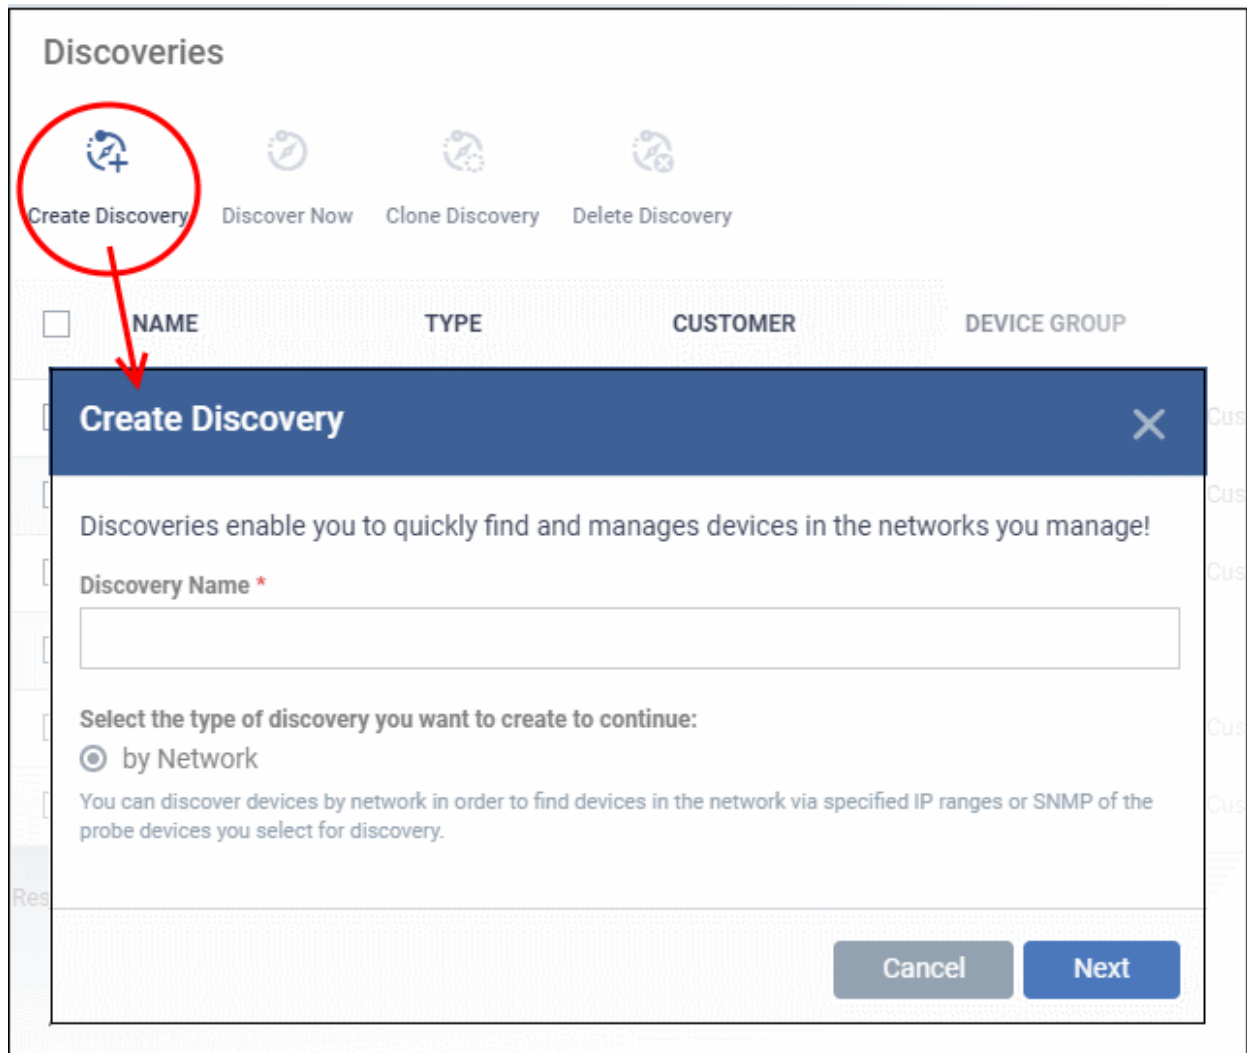 Discoveries
Create Discovery Discover Now Clone Discovery Delete Discovery
NAME TYPE CUSTOMER DEVICE GROUP
Create Discovery
Discoveries enable you to quickly find and manages devices in the networks you manage!
Discovery Name *
Select the type of discovery you want to create to continue:
by Network
You can discover devices by network in order to find devices in the network via specified IP ranges or SNMP of the
probe devices you select for discovery.
Cancel Next